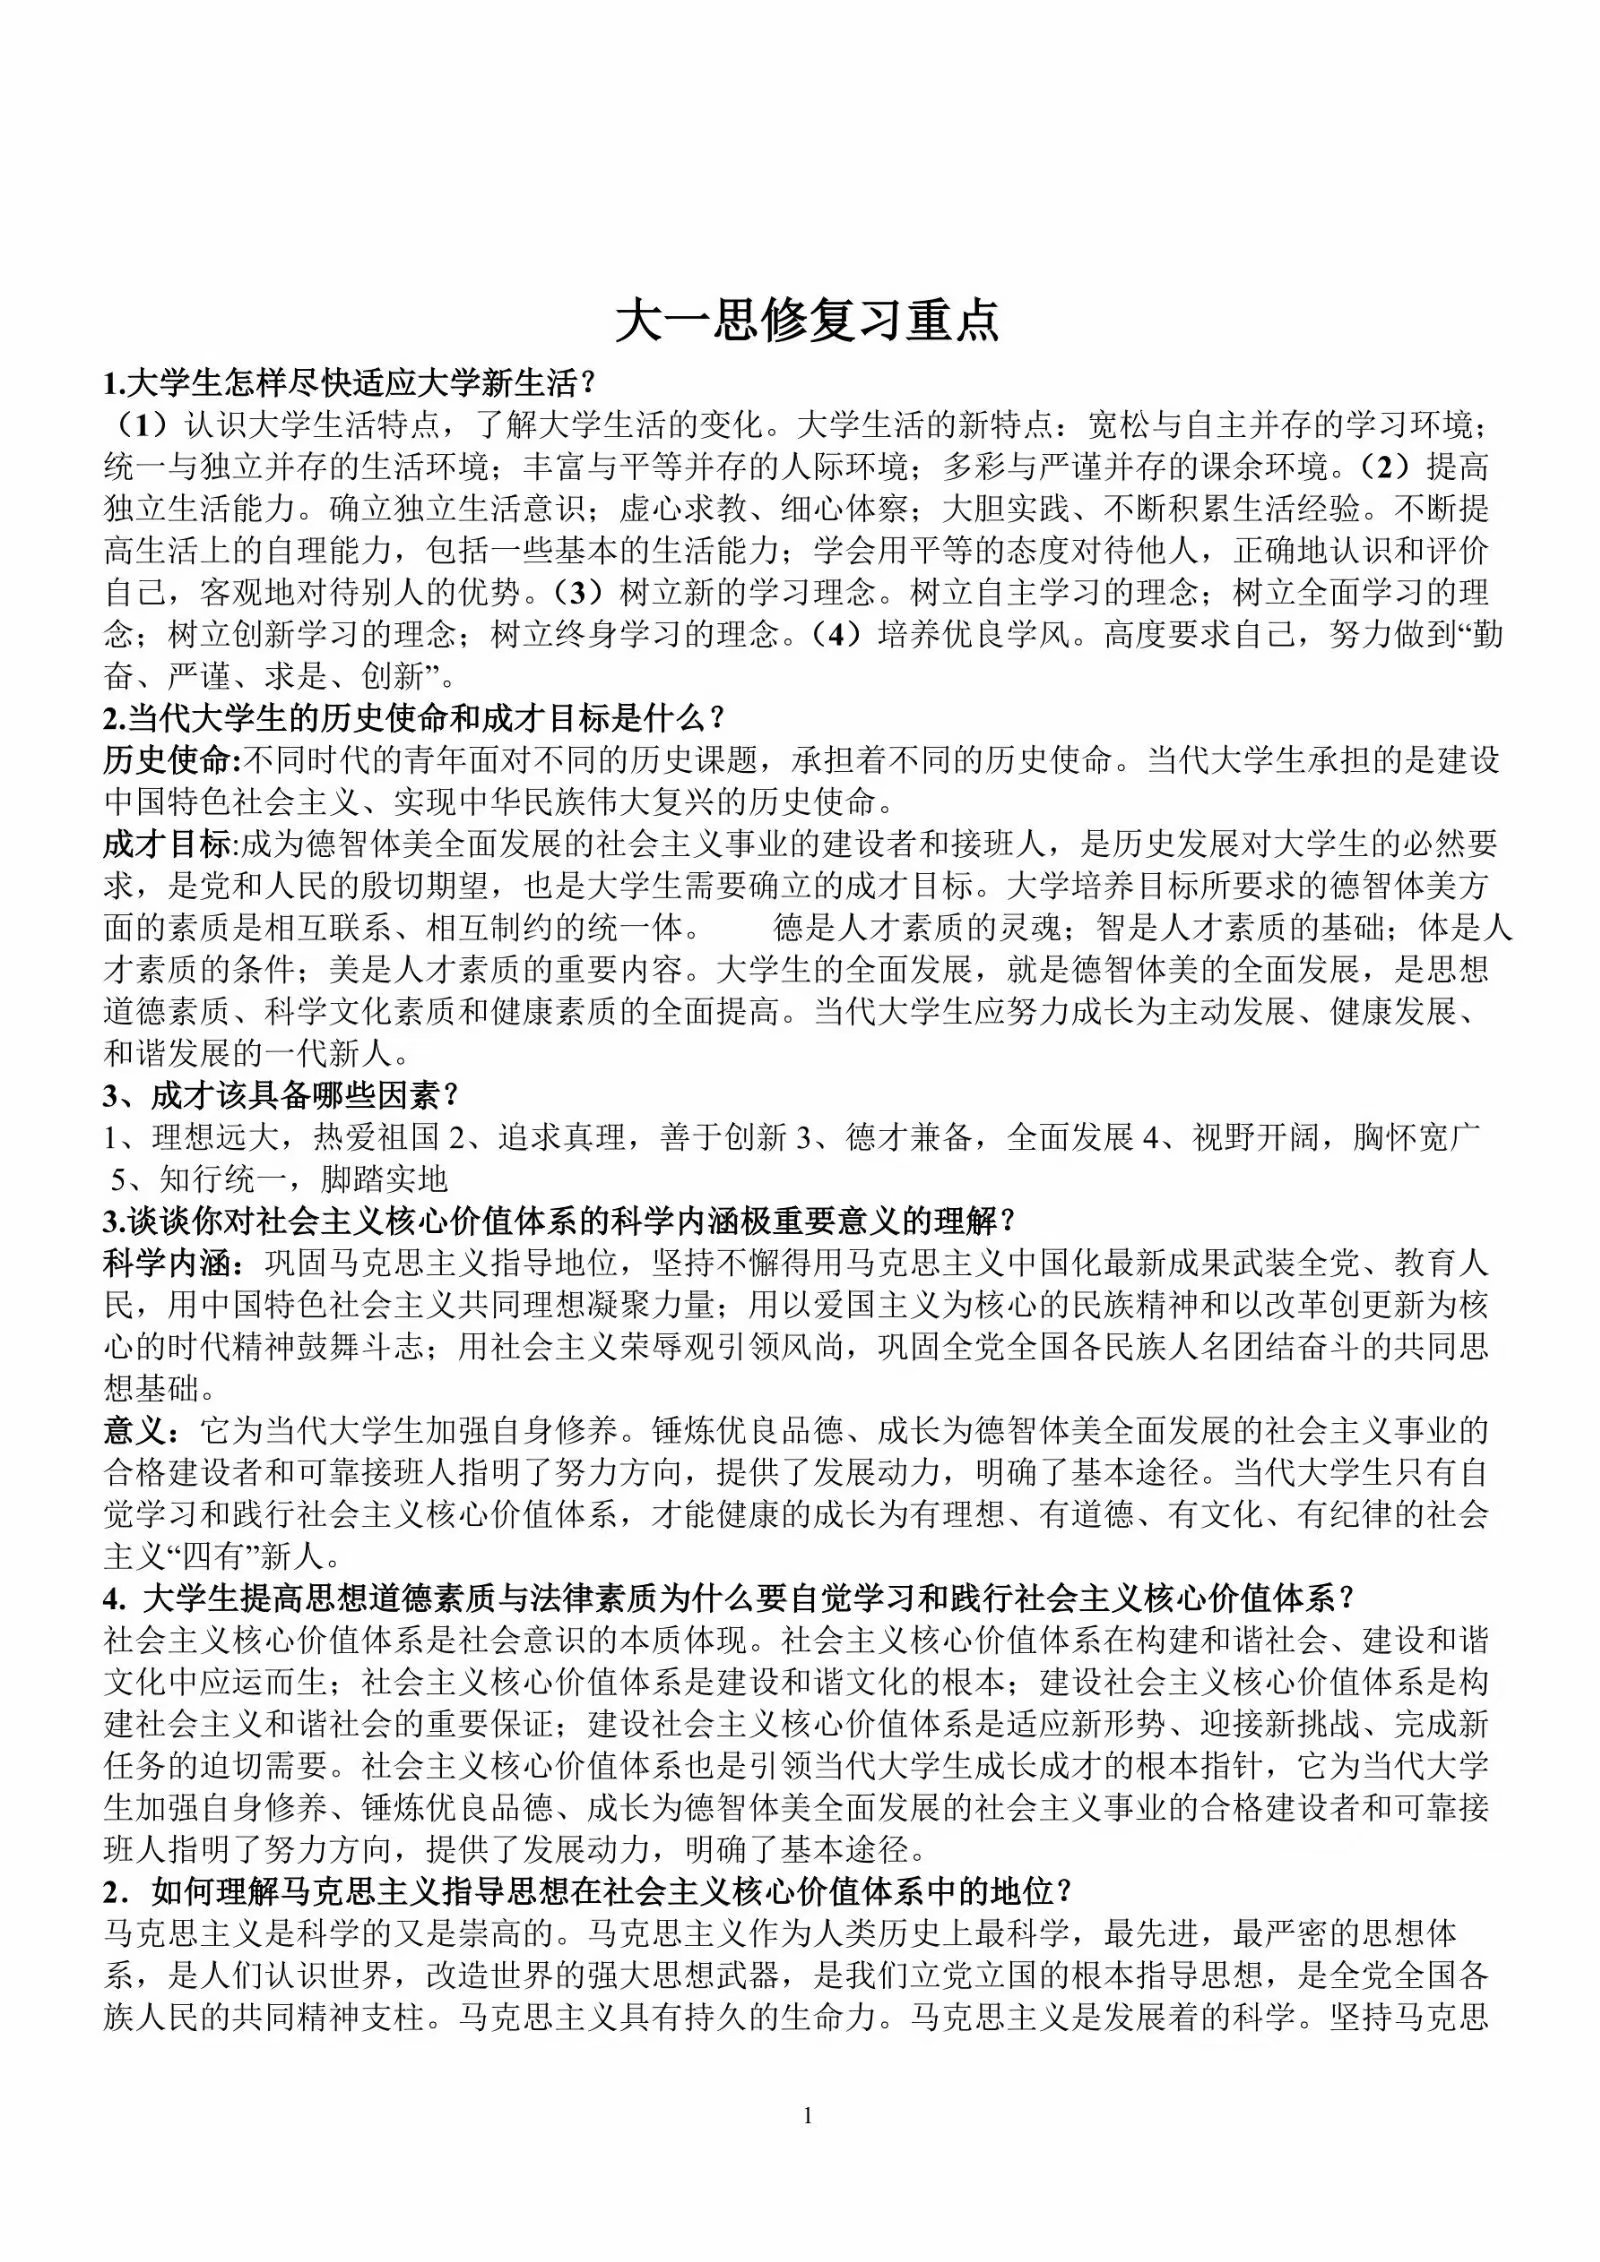 大一思修复习重点
1.大学生怎样尽快适应大学新生活？
（1）认识大学生活特点，了解大学生活的变化。大学生活的新特点：宽松与自主并存的学习环境；
统一与独立并存的生活环境；丰富与平等并存的人际环境；多彩与严谨并存的课余环境。（2）提高
独立生活能力。确立独立生活意识；虚心求教、细心体察；大胆实践、不断积累生活经验。不断提
高生活上的自理能力，包括一些基本的生活能力；学会用平等的态度对待他人，正确地认识和评价
自己，客观地对待别人的优势。（3）树立新的学习理念。树立自主学习的理念；树立全面学习的理
念；树立创新学习的理念；树立终身学习的理念。（4）培养优良学风。高度要求自己，努力做到“勤
奋、严谨、求是、创新”。
2.当代大学生的历史使命和成才目标是什么？
历史使命:不同时代的青年面对不同的历史课题，承担着不同的历史使命。当代大学生承担的是建设
中国特色社会主义、实现中华民族伟大复兴的历史使命。
成才目标:成为德智体美全面发展的社会主义事业的建设者和接班人，是历史发展对大学生的必然要
求，是党和人民的殷切期望，也是大学生需要确立的成才目标。大学培养目标所要求的德智体美方
面的素质是相互联系、相互制约的统一体。 德是人才素质的灵魂；智是人才素质的基础；体是人
才素质的条件；美是人才素质的重要内容。大学生的全面发展，就是德智体美的全面发展，是思想
道德素质、科学文化素质和健康素质的全面提高。当代大学生应努力成长为主动发展、健康发展、
和谐发展的一代新人。
3、成才该具备哪些因素？
1、理想远大，热爱祖国 2、追求真理，善于创新 3、德才兼备，全面发展 4、视野开阔，胸怀宽广
5、知行统一，脚踏实地
3.谈谈你对社会主义核心价值体系的科学内涵极重要意义的理解？
科学内涵：巩固马克思主义指导地位，坚持不懈得用马克思主义中国化最新成果武装全党、教育人
民，用中国特色社会主义共同理想凝聚力量；用以爱国主义为核心的民族精神和以改革创更新为核
心的时代精神鼓舞斗志；用社会主义荣辱观引领风尚，巩固全党全国各民族人名团结奋斗的共同思
想基础。
意义：它为当代大学生加强自身修养。锤炼优良品德、成长为德智体美全面发展的社会主义事业的
合格建设者和可靠接班人指明了努力方向，提供了发展动力，明确了基本途径。当代大学生只有自
觉学习和践行社会主义核心价值体系，才能健康的成长为有理想、有道德、有文化、有纪律的社会
主义“四有”新人。
4. 大学生提高思想道德素质与法律素质为什么要自觉学习和践行社会主义核心价值体系？
社会主义核心价值体系是社会意识的本质体现。社会主义核心价值体系在构建和谐社会、建设和谐
文化中应运而生；社会主义核心价值体系是建设和谐文化的根本；建设社会主义核心价值体系是构
建社会主义和谐社会的重要保证；建设社会主义核心价值体系是适应新形势、迎接新挑战、完成新
任务的迫切需要。社会主义核心价值体系也是引领当代大学生成长成才的根本指针，它为当代大学
生加强自身修养、锤炼优良品德、成长为德智体美全面发展的社会主义事业的合格建设者和可靠接
班人指明了努力方向，提供了发展动力，明确了基本途径。
2．如何理解马克思主义指导思想在社会主义核心价值体系中的地位？
马克思主义是科学的又是崇高的。马克思主义作为人类历史上最科学，最先进，最严密的思想体
系，是人们认识世界，改造世界的强大思想武器，是我们立党立国的根本指导思想，是全党全国各
族人民的共同精神支柱。马克思主义具有持久的生命力。马克思主义是发展着的科学。坚持马克思
1